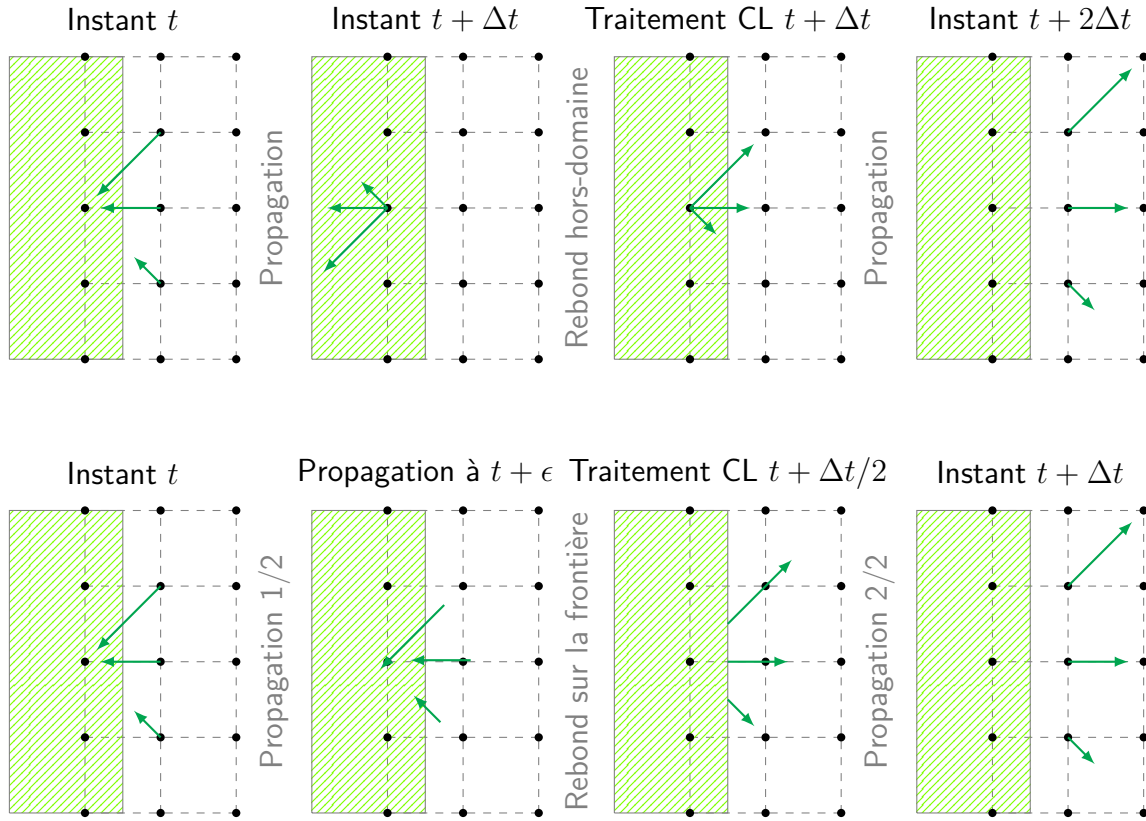 Instant t
Instant t + Δt
Traitement CL t + Δt
Instant t + 2Δt
Propagation
Rebond hors-domaine
Propagation
Instant t
Propagation à t + ϵ
Traitement CL t + Δt/2
Instant t + Δt
Propagation 1/2
Rebond sur la frontière
Propagation 2/2